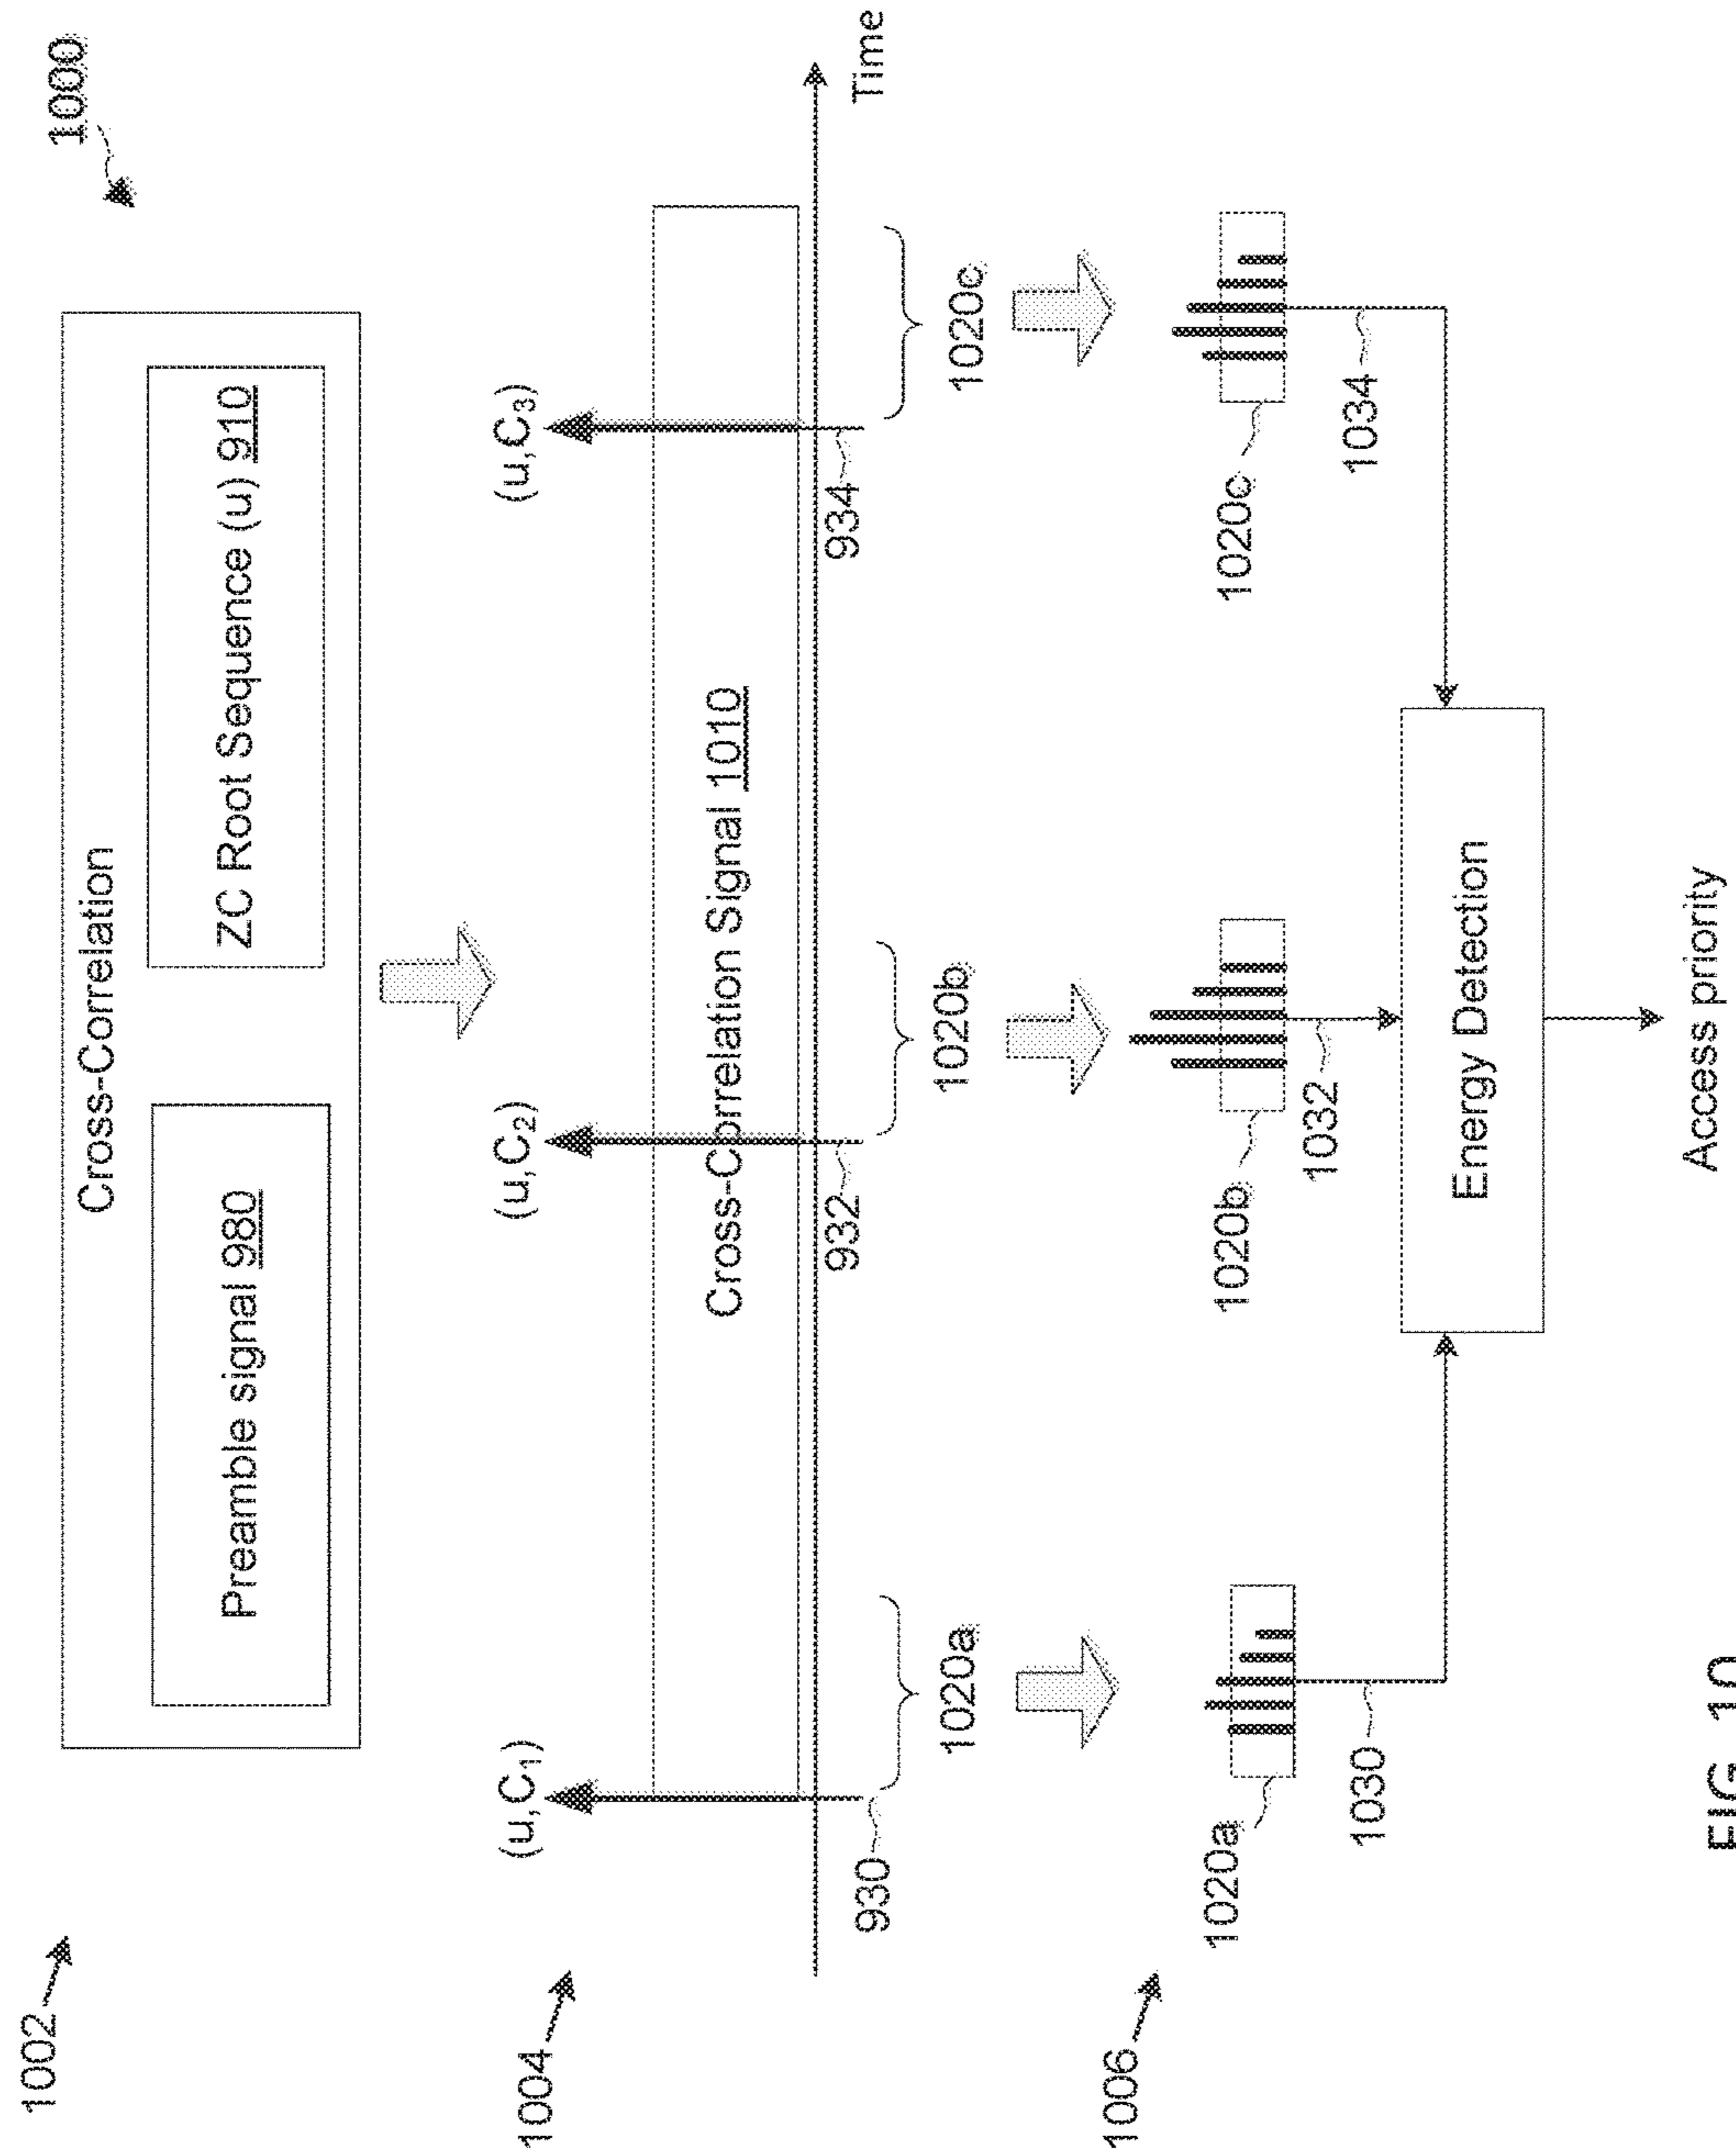 1000
1002
Cross-Correlation
Preamble signal 980
ZC Root Sequence (u) 910
1004
(u,C₁)
(u,C₂)
(u,C₃)
Cross-Correlation Signal 1010
Time
930
932
934
1020a
1020b
1020c
1006
1020a
1020b
1020c
1030
1032
1034
Energy Detection
Access priority
FIG. 10